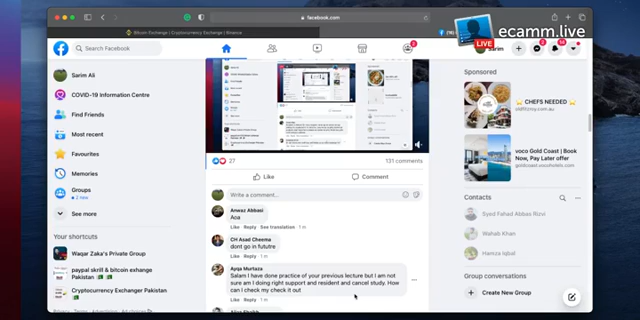 facebook.com
Bitcoin Exchange | Cryptocurrency Exchange | Binance
ecamm.live
LIVE
Search Facebook
Sarim
Sarim Ali
COVID-19 Information Centre
Find Friends
Most recent
Favourites
Memories
Groups
See more
Your shortcuts
Waqar Zaka's Private Group
paypal skrill & bitcoin exhange
Pakistan
Cryptocurrency Exchanger
Pakistan
27
131 comments
Like
Comment
Write a comment...
Anwaz Abbasi
Aoa
Like Reply See translation 1 m
CH Asad Cheema
dont go in fututre
Like Reply 1 m
Ayqa Murtaza
Salam I have done practice of your previous lecture but I am not
sure am I doing right support and resident and cancel study. How
can I check my check it out
Like Reply 1 m
Sponsored
CHEFS NEEDED
voco Gold Coast | Book
Now, Pay Later offer
goldcoast.vocohotels.com
Contacts
Syed Fahad Abbas Rizvi
Wahab Khan
Hamza Iqbal
Group conversations
Create New Group